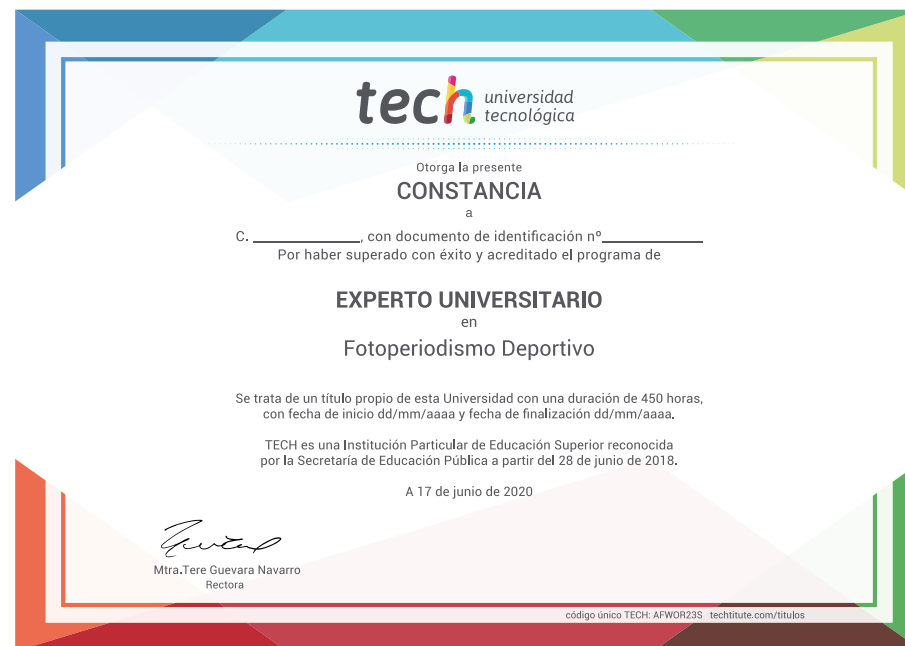 tech universidad
tecnológica
Otorga la presente
CONSTANCIA
a
C. ____________, con documento de identificación nº____________
Por haber superado con éxito y acreditado el programa de
EXPERTO UNIVERSITARIO
en
Fotoperiodismo Deportivo
Se trata de un título propio de esta Universidad con una duración de 450 horas,
con fecha de inicio dd/mm/aaaa y fecha de finalización dd/mm/aaaa.
TECH es una Institución Particular de Educación Superior reconocida
por la Secretaría de Educación Pública a partir del 28 de junio de 2018.
A 17 de junio de 2020
Mtra.Tere Guevara Navarro
Rectora
código único TECH: AFWOR23S techtitute.com/títulos